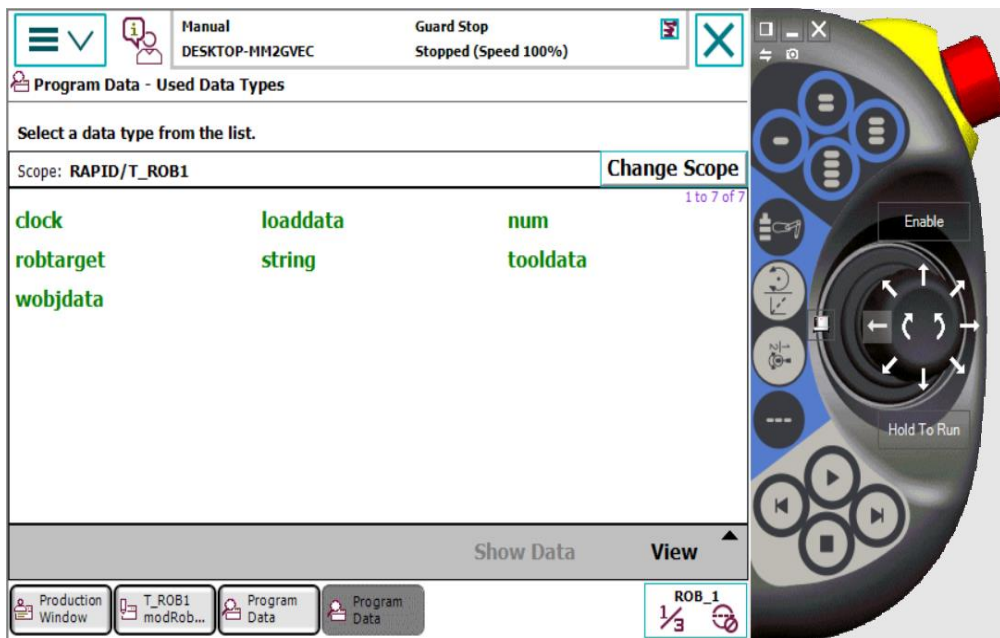 Manual
DESKTOP-MM2GVEC
Guard Stop
Stopped (Speed 100%)
Program Data - Used Data Types
Select a data type from the list.
Scope: RAPID/T_ROB1
Change Scope
1 to 7 of 7
clock loaddata num
robtarget string tooldata
wobjdata
Show Data View
Production
Window
T_ROB1
modRob...
Program
Data
Program
Data
ROB_1
1/3
Enable
Hold To Run